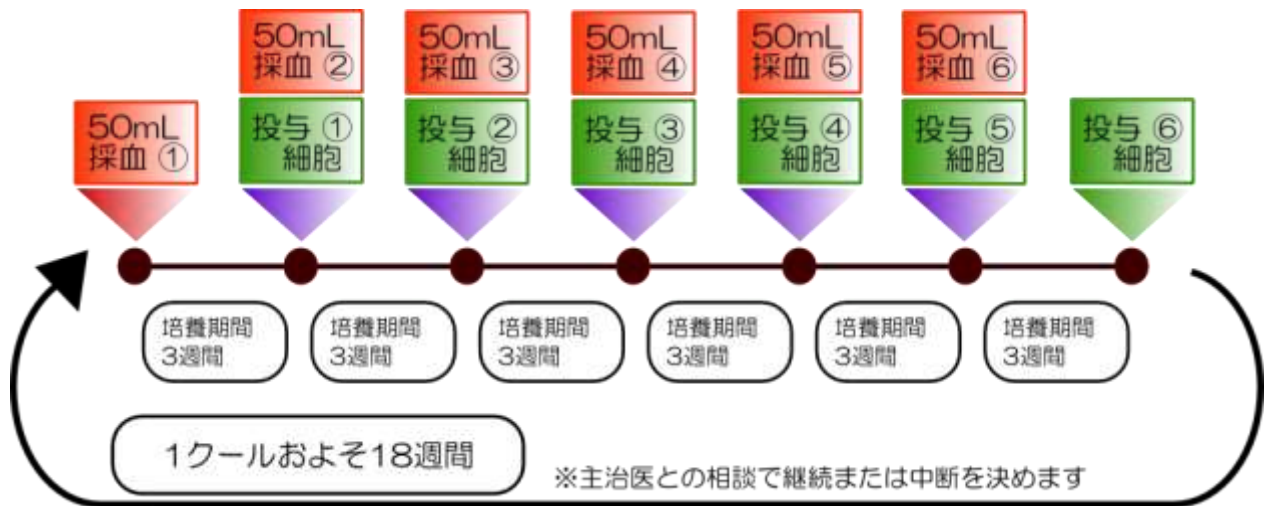 50mL
採血 ①
50mL
採血 ②
投与 ①
細胞
50mL
採血 ③
投与 ②
細胞
50mL
採血 ④
投与 ③
細胞
50mL
採血 ⑤
投与 ④
細胞
50mL
採血 ⑥
投与 ⑤
細胞
投与 ⑥
細胞
培養期間
3週間
培養期間
3週間
培養期間
3週間
培養期間
3週間
培養期間
3週間
培養期間
3週間
1クールおよそ18週間
※主治医との相談で継続または中断を決めます